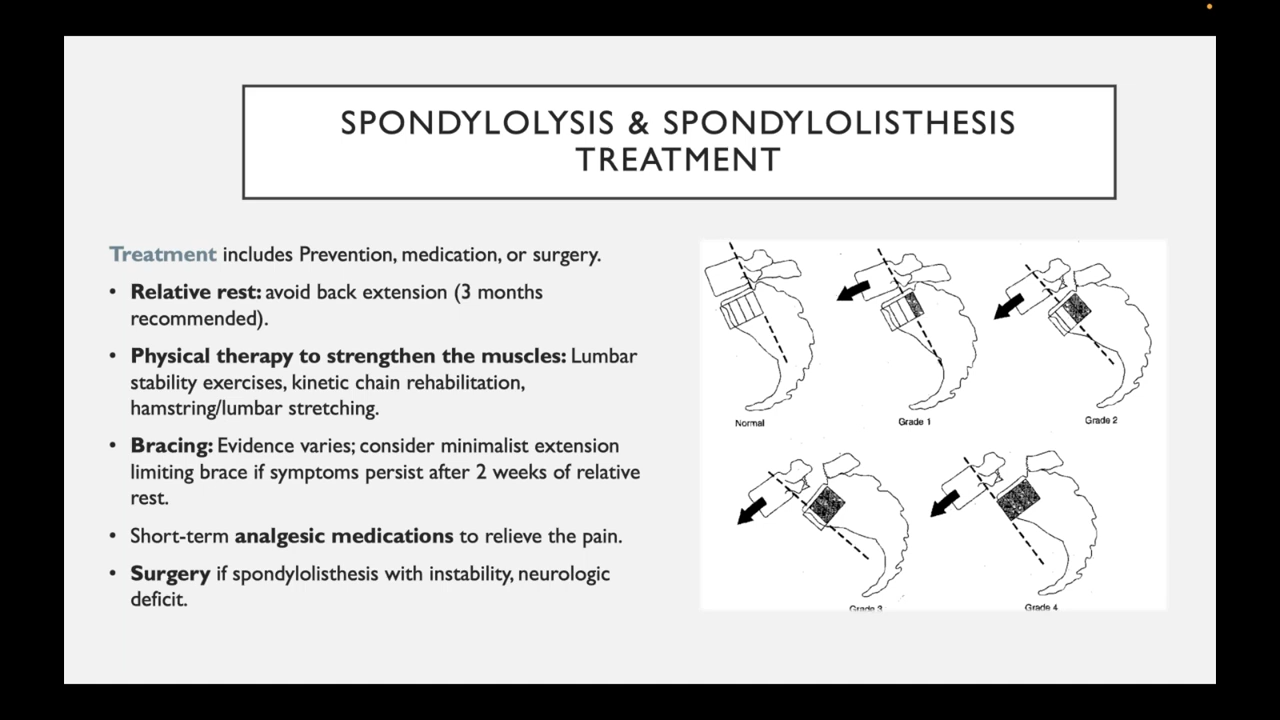 SPONDYLOLYSIS & SPONDYLOLISTHESIS
TREATMENT
Treatment includes Prevention, medication, or surgery.
• Relative rest: avoid back extension (3 months
recommended).
• Physical therapy to strengthen the muscles: Lumbar
stability exercises, kinetic chain rehabilitation,
hamstring/lumbar stretching.
• Bracing: Evidence varies; consider minimalist extension
limiting brace if symptoms persist after 2 weeks of relative
rest.
• Short-term analgesic medications to relieve the pain.
• Surgery if spondylolisthesis with instability, neurologic
deficit.
Normal
Grade 1
Grade 2
Grade 3
Grade 4